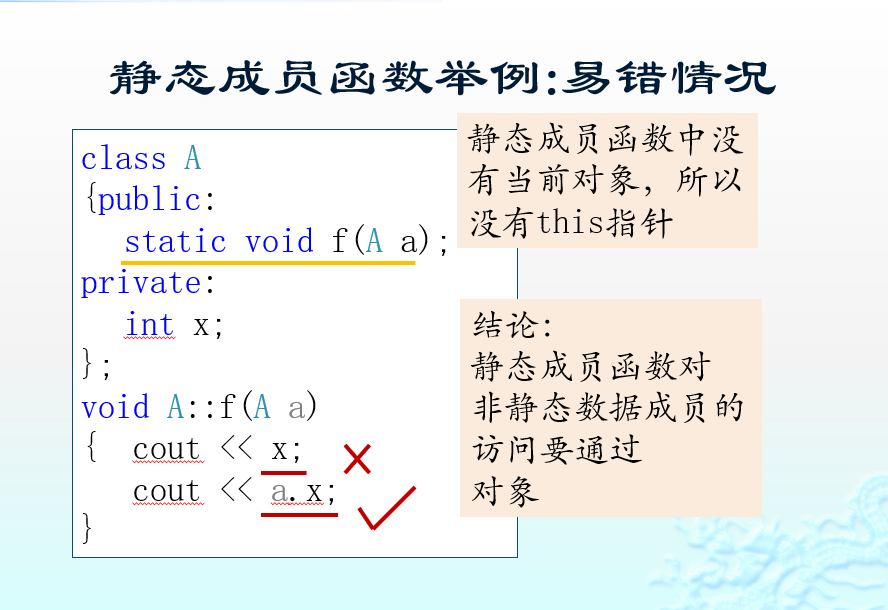 静态成员函数举例:易错情况
class A
{public:
static void f(A a);
private:
int x;
};
void A::f(A a)
{ cout << x;
cout << a.x;
}
静态成员函数中没
有当前对象，所以
没有this指针
结论：
静态成员函数对
非静态数据成员的
访问要通过
对象